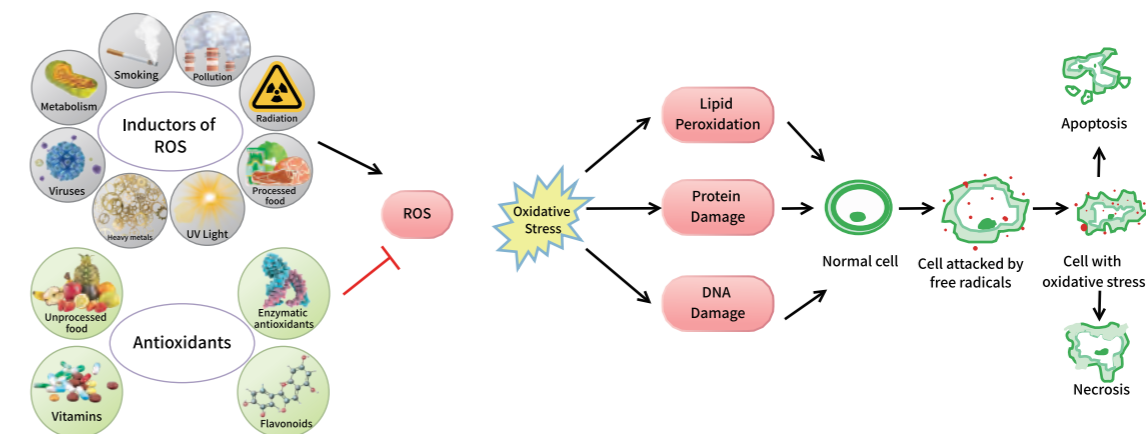 Smoking
Pollution
Metabolism
Radiation
Inductors of
ROS
Viruses
Processed
food
Heavy metals
UV Light
ROS
Unprocessed
food
Enzymatic
antioxidants
Antioxidants
Vitamins
Flavonoids
Oxidative
Stress
Lipid
Peroxidation
Protein
Damage
DNA
Damage
Normal cell
Cell attacked by
free radicals
Apoptosis
Cell with
oxidative stress
Necrosis